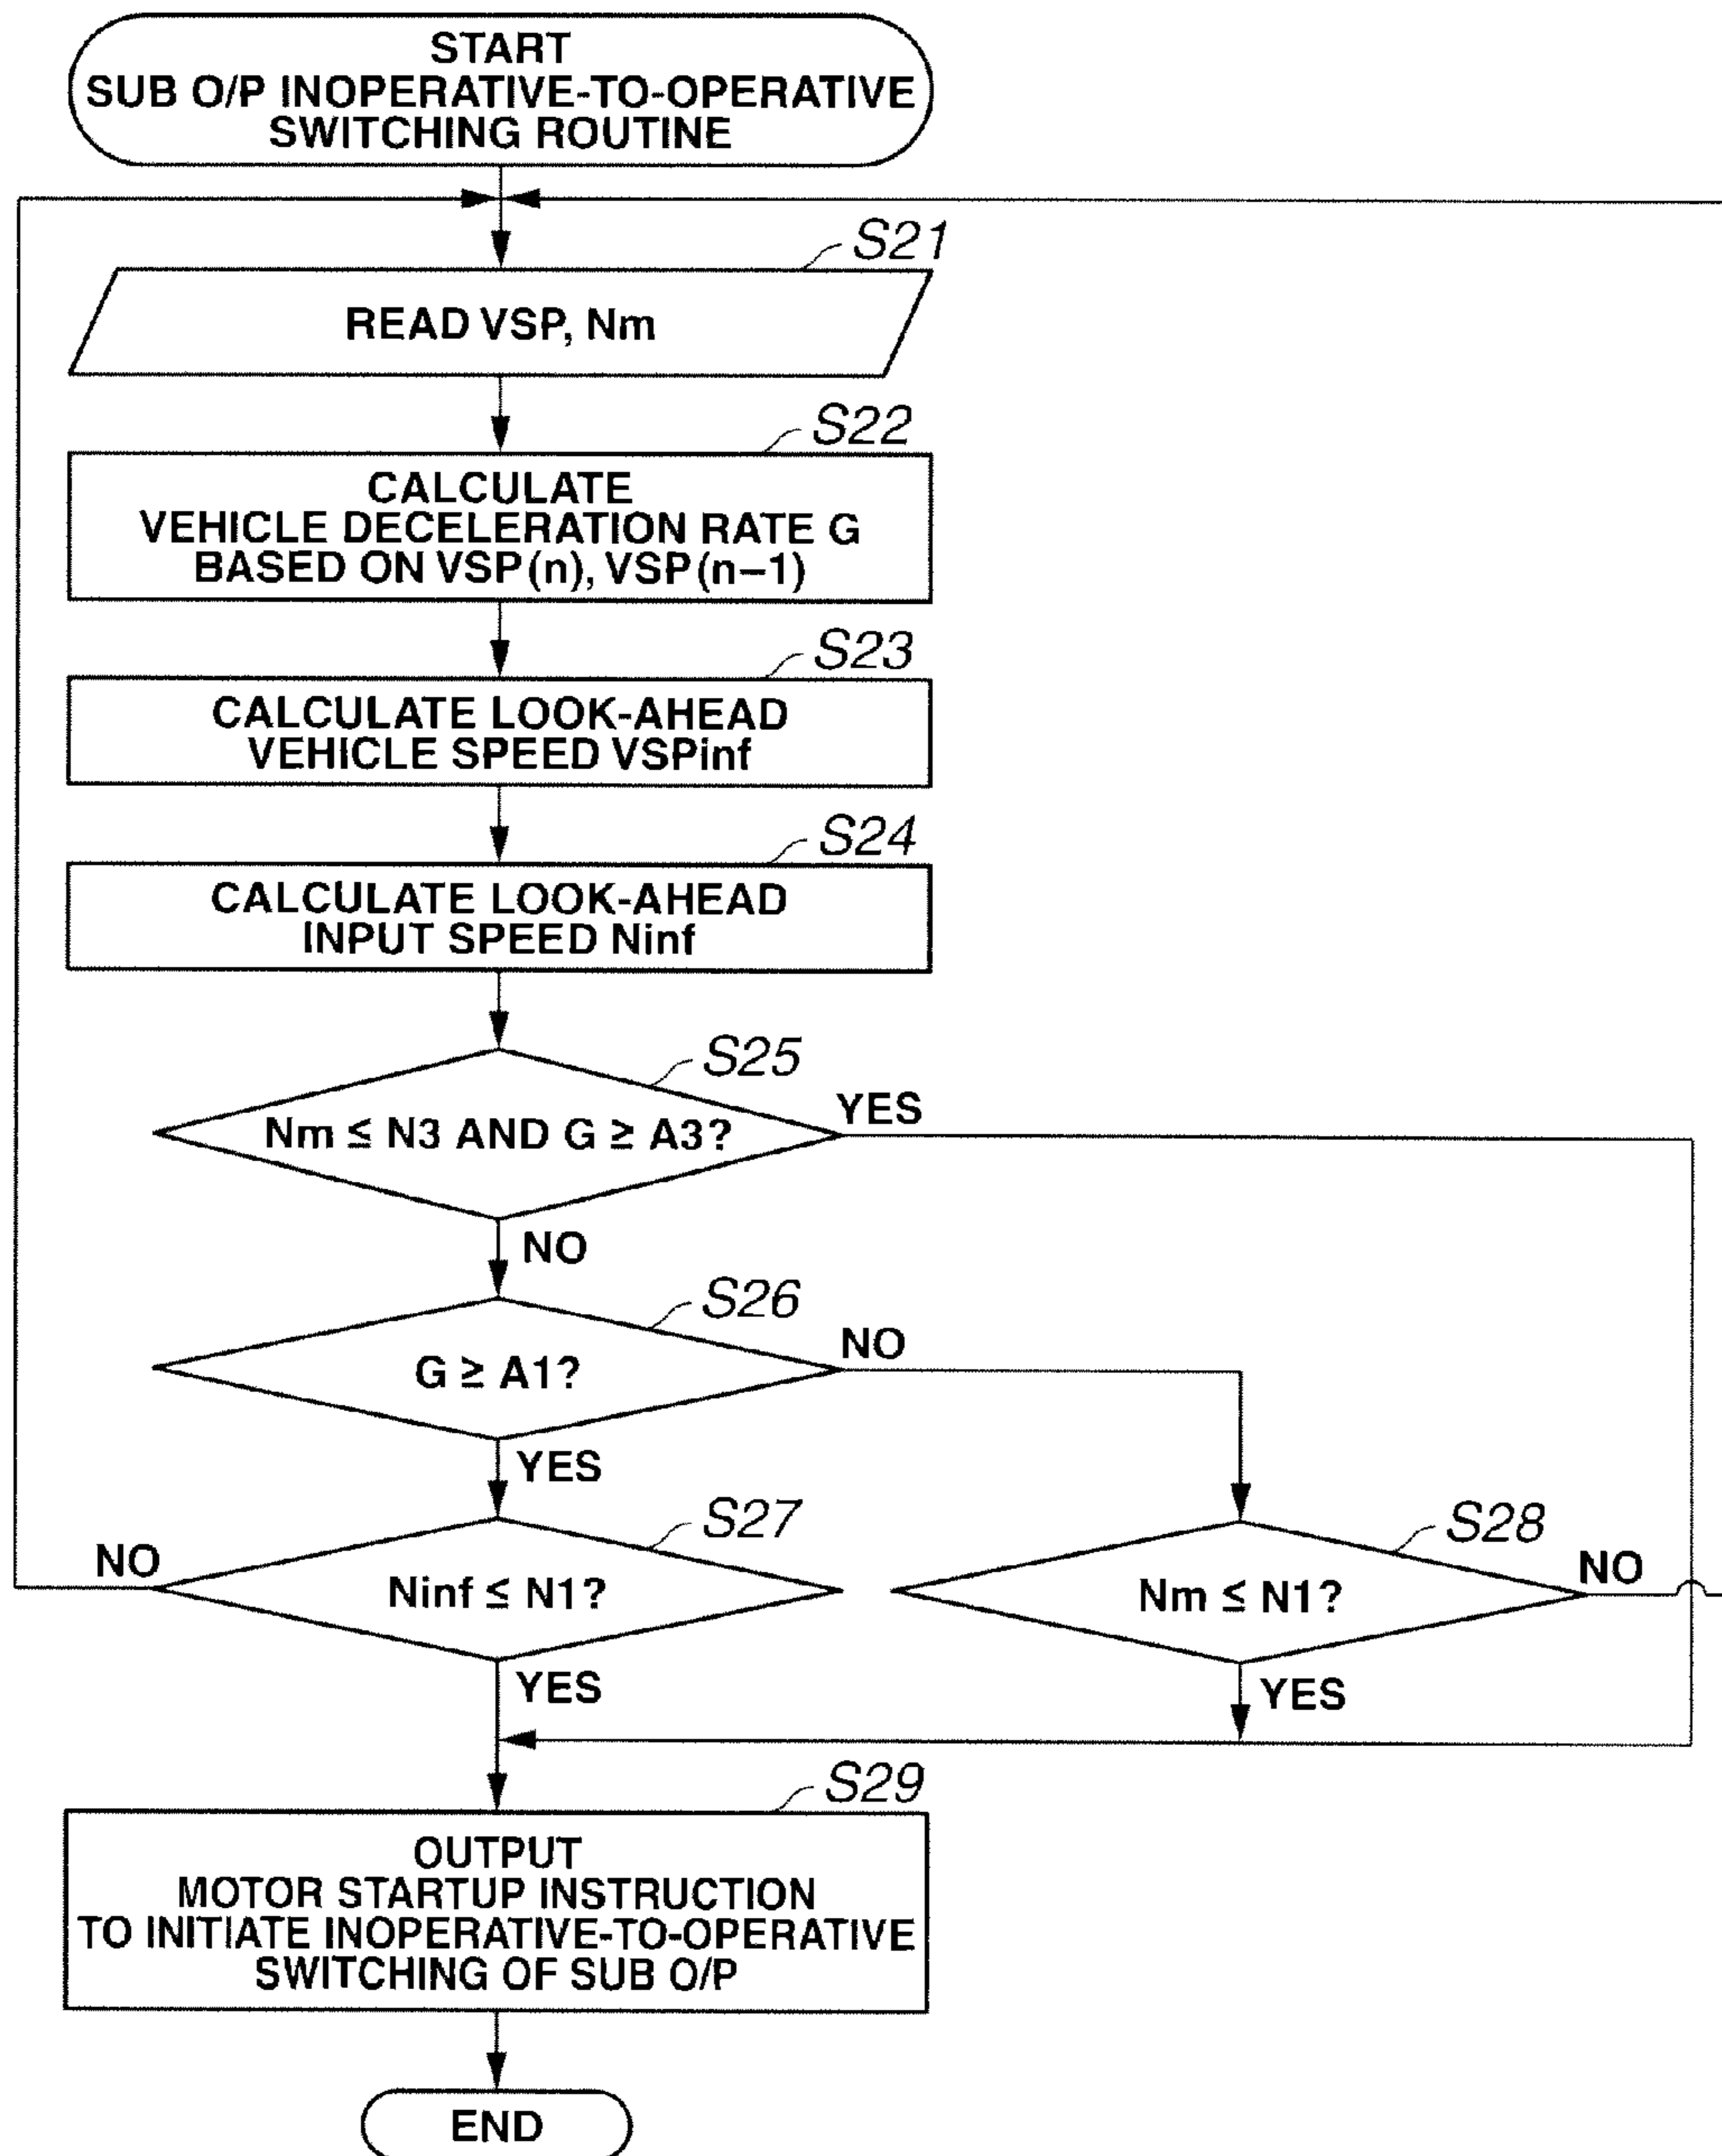 START
SUB O/P INOPERATIVE-TO-OPERATIVE
SWITCHING ROUTINE
S21
READ VSP, Nm
S22
CALCULATE
VEHICLE DECELERATION RATE G
BASED ON VSP(n), VSP(n−1)
S23
CALCULATE LOOK-AHEAD
VEHICLE SPEED VSPinf
S24
CALCULATE LOOK-AHEAD
INPUT SPEED Ninf
S25
Nm ≤ N3 AND G ≥ A3?
YES
NO
S26
G ≥ A1?
NO
YES
S27
Ninf ≤ N1?
NO
YES
S28
Nm ≤ N1?
NO
YES
S29
OUTPUT
MOTOR STARTUP INSTRUCTION
TO INITIATE INOPERATIVE-TO-OPERATIVE
SWITCHING OF SUB O/P
END